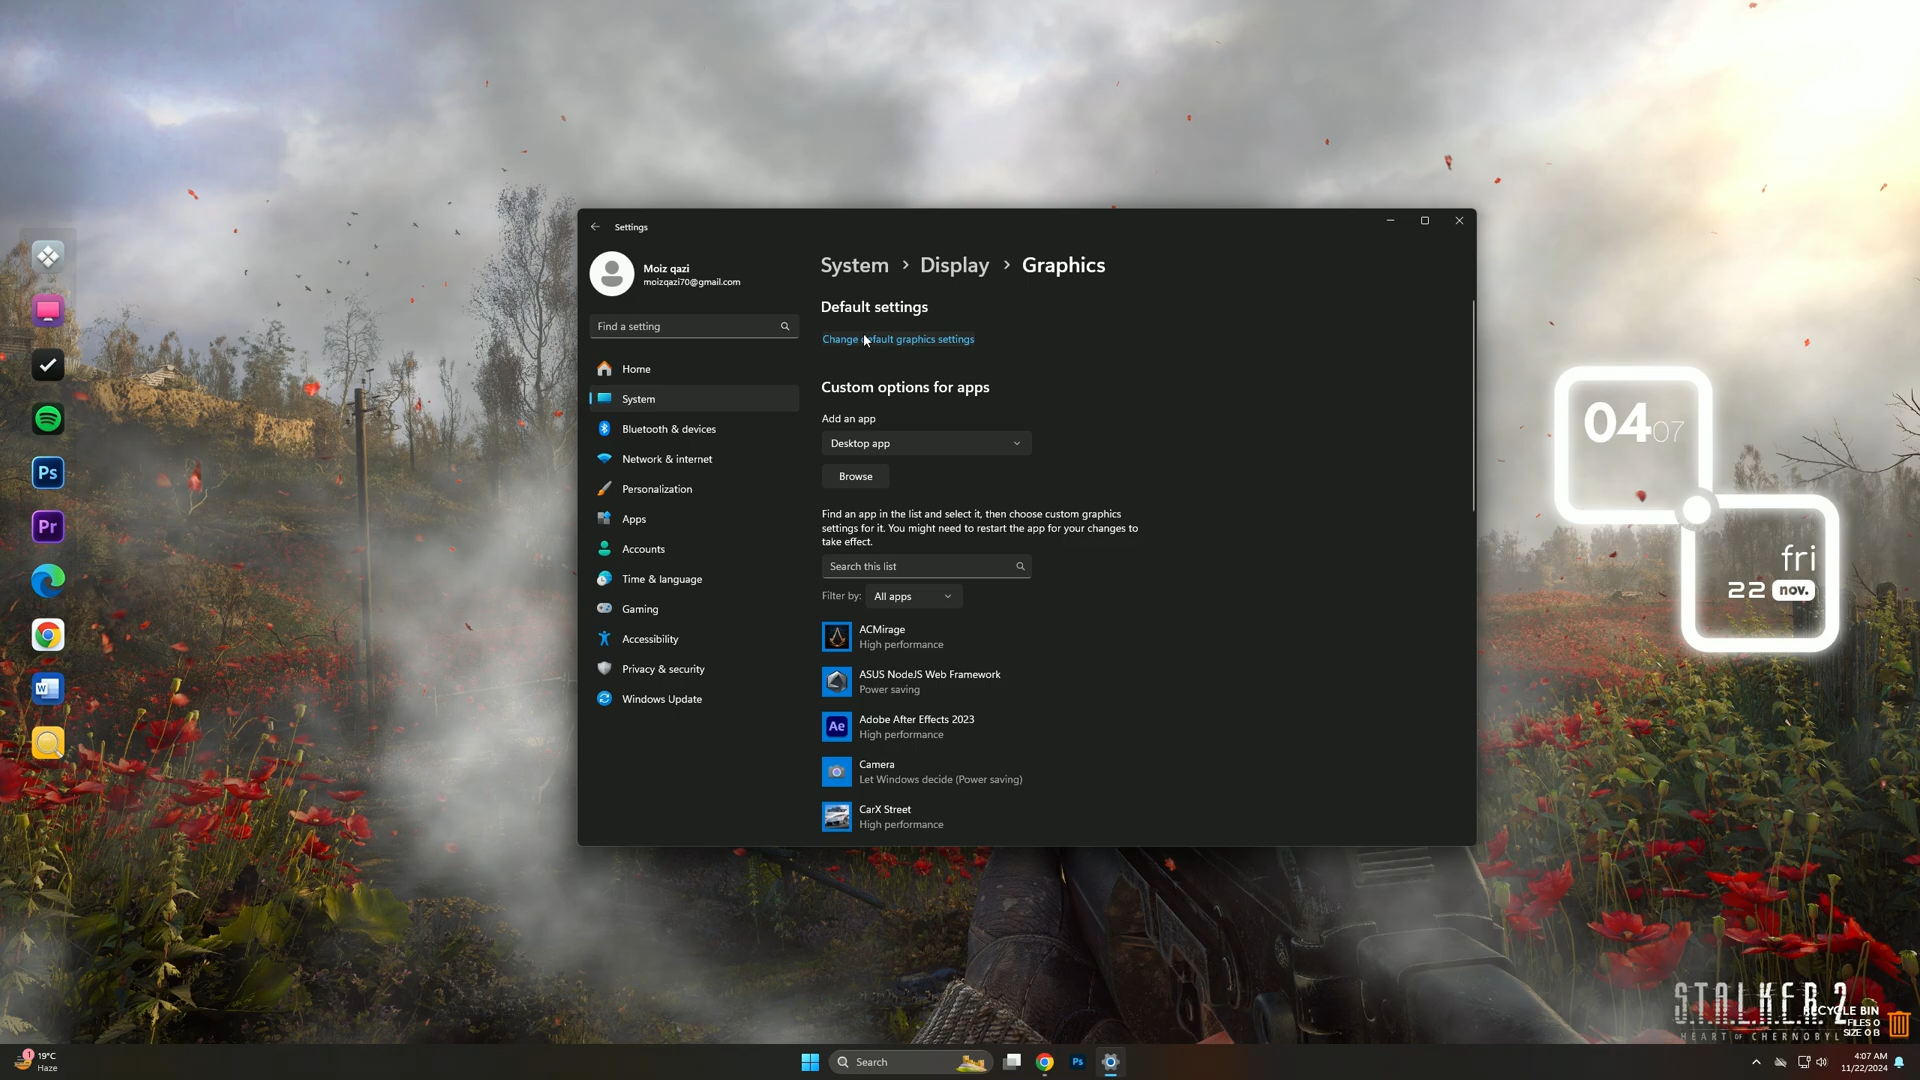 Settings
Moiz qazi
moizqazi70@gmail.com
Find a setting
Home
System
Bluetooth & devices
Network & internet
Personalization
Apps
Accounts
Time & language
Gaming
Accessibility
Privacy & security
Windows Update
System > Display > Graphics
Default settings
Change default graphics settings
Custom options for apps
Add an app
Desktop app
Browse
Find an app in the list and select it, then choose custom graphics
settings for it. You might need to restart the app for your changes to
take effect.
Search this list
Filter by: All apps
ACMirage
High performance
ASUS NodeJS Web Framework
Power saving
Ae
Adobe After Effects 2023
High performance
Camera
Let Windows decide (Power saving)
CarX Street
High performance
Ps
Pr
W
04 07
fri
22 nov.
S.T.A.L.K.E.R. 2
HEART OF CHERNOBYL
RECYCLE BIN
FILES 0
SIZE 0 B
1
19°C
Haze
Search
Ps
4:07 AM
11/22/2024